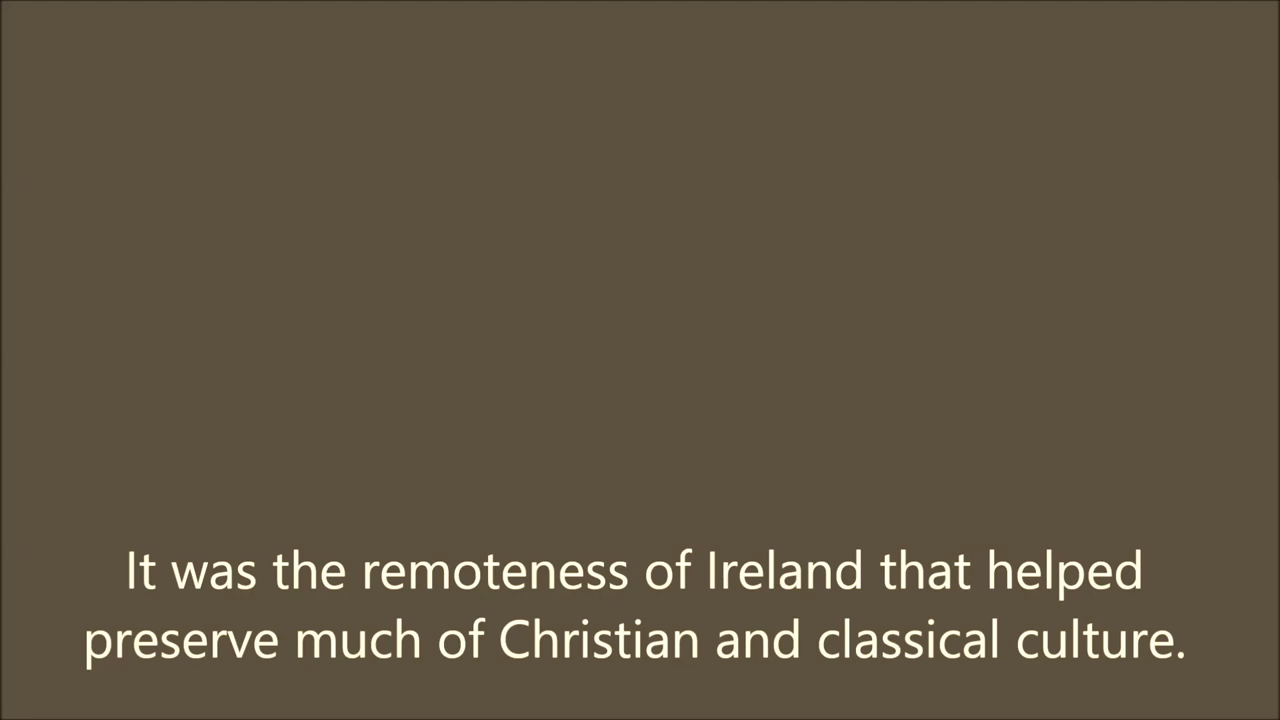 It was the remoteness of Ireland that helped
preserve much of Christian and classical culture.